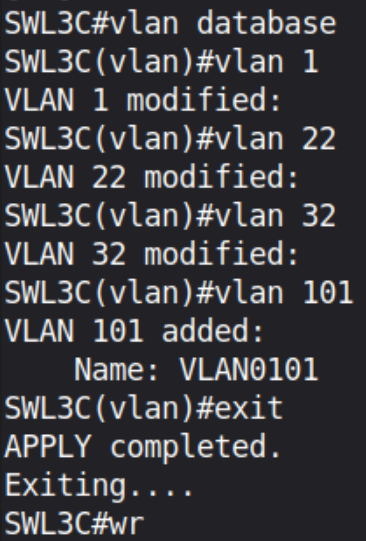 SWL3C#vlan database
SWL3C(vlan)#vlan 1
VLAN 1 modified:
SWL3C(vlan)#vlan 22
VLAN 22 modified:
SWL3C(vlan)#vlan 32
VLAN 32 modified:
SWL3C(vlan)#vlan 101
VLAN 101 added:
    Name: VLAN0101
SWL3C(vlan)#exit
APPLY completed.
Exiting....
SWL3C#wr